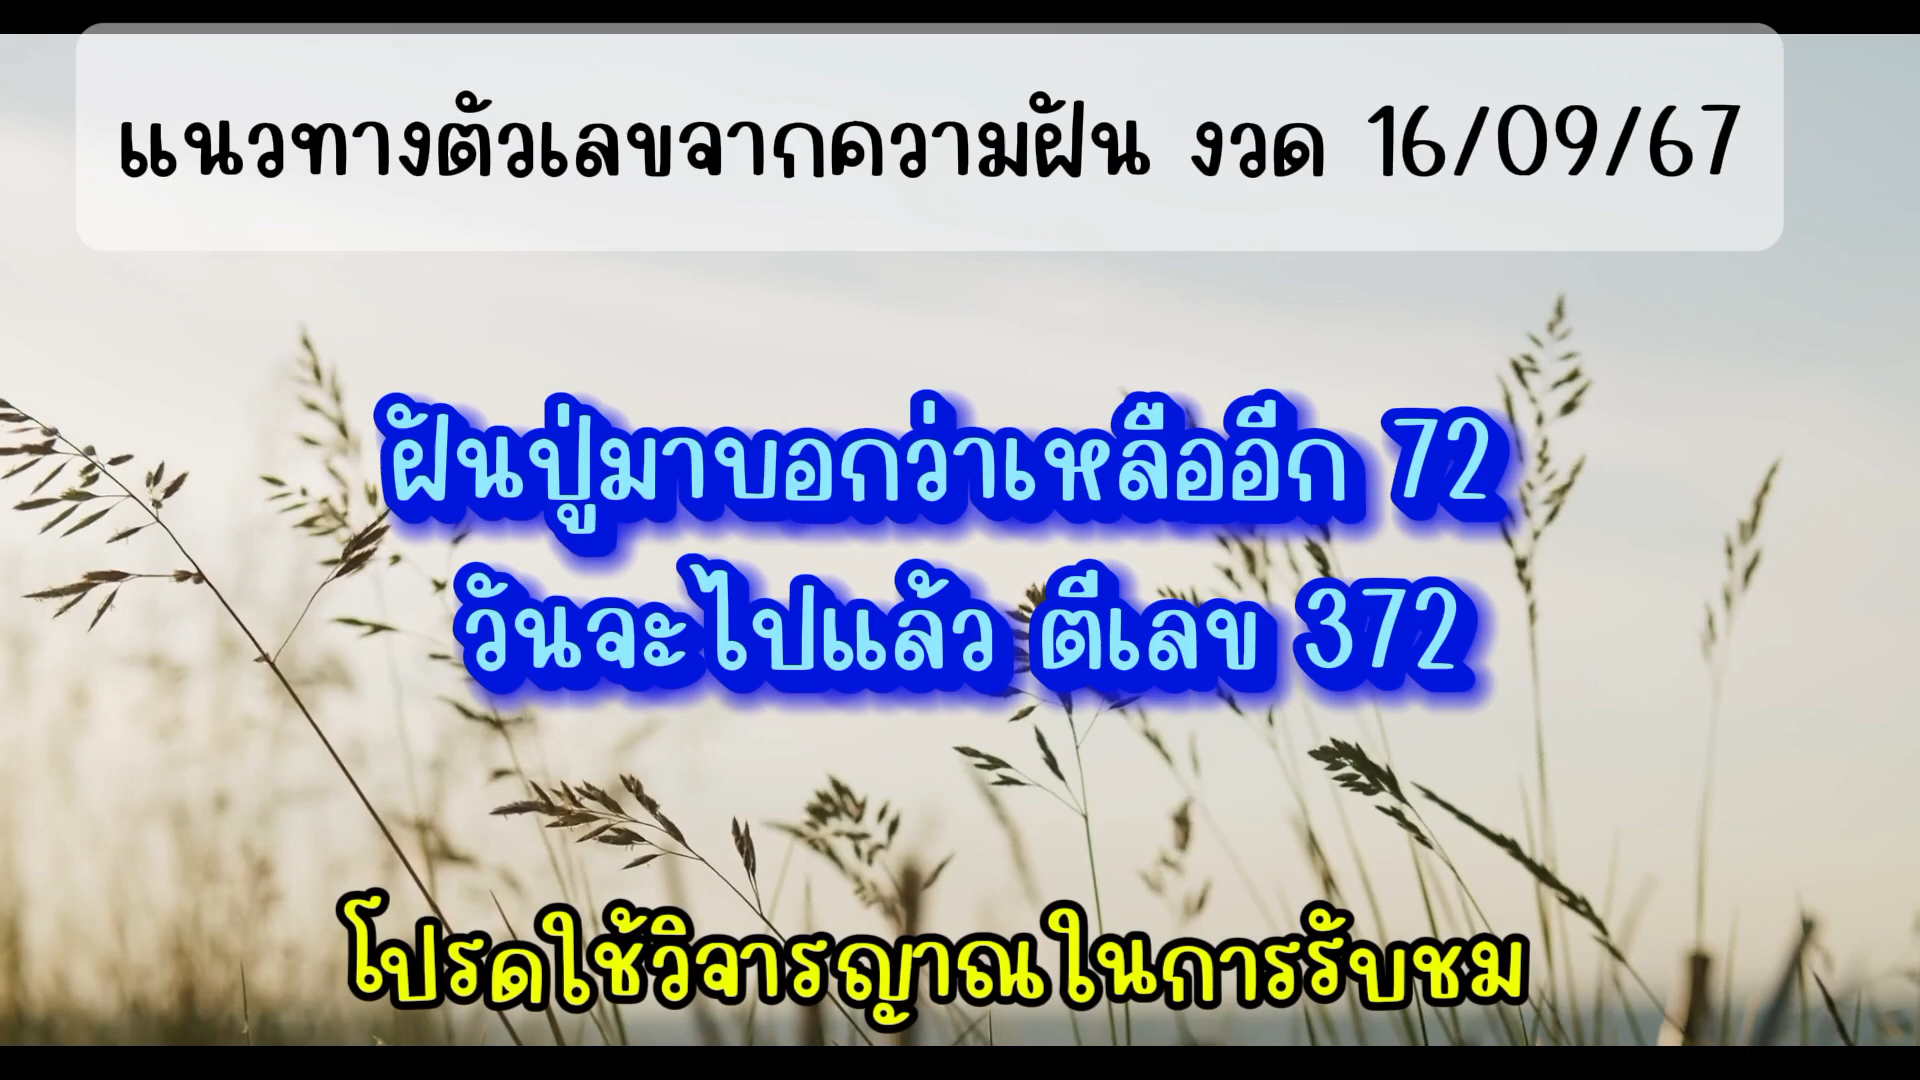 แนวทางตัวเลขจากความฝัน งวด 16/09/67
ฝันปู่มาบอกว่าเหลืออีก 72
วันจะไปแล้ว ตีเลข 372
โปรดใช้วิจารญาณในการรับชม